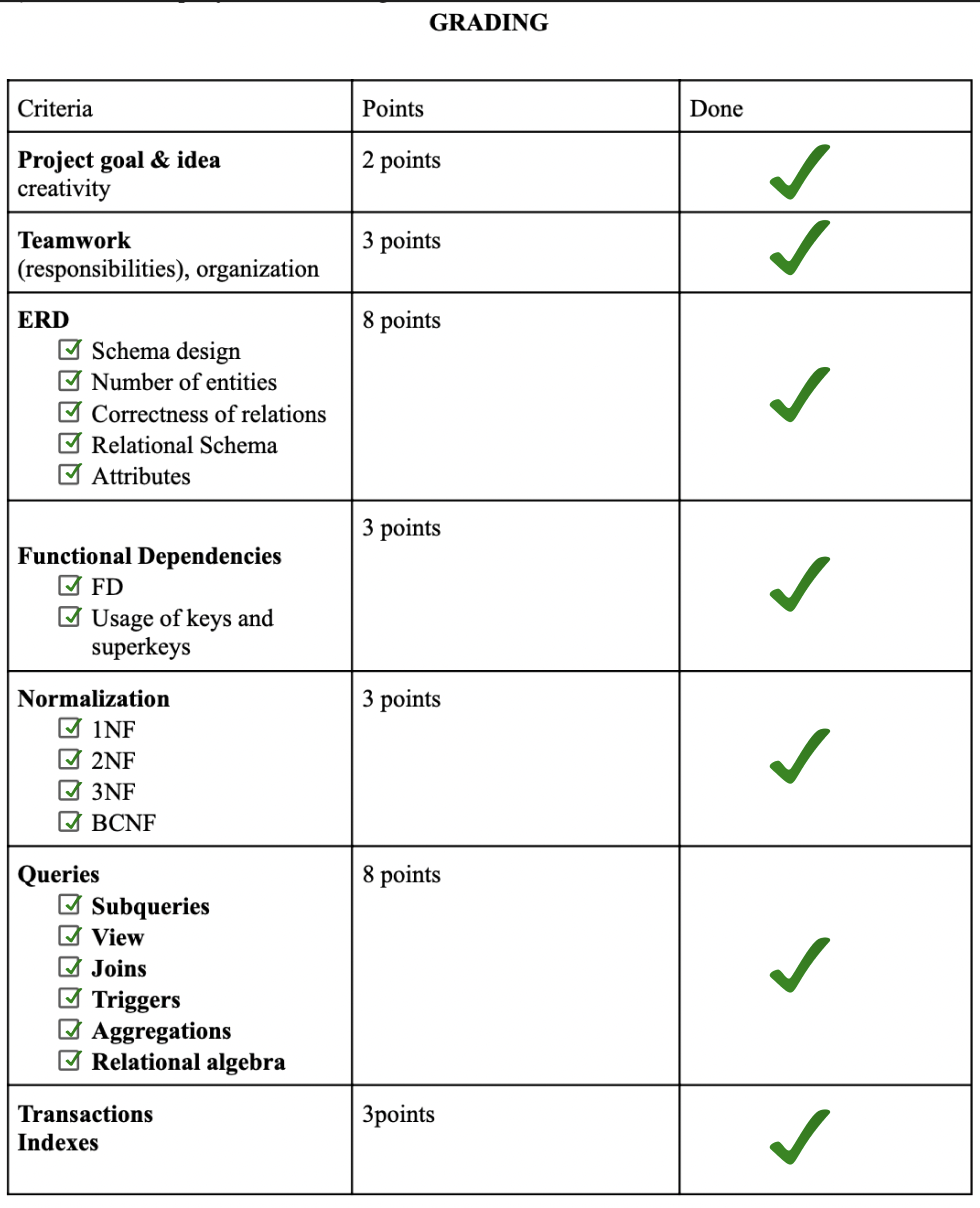 GRADING
Criteria
Points
Done
Project goal & idea
creativity
2 points
Teamwork
(responsibilities), organization
3 points
ERD
Schema design
Number of entities
Correctness of relations
Relational Schema
Attributes
8 points
Functional Dependencies
FD
Usage of keys and
superkeys
3 points
Normalization
1NF
2NF
3NF
BCNF
3 points
Queries
Subqueries
View
Joins
Triggers
Aggregations
Relational algebra
8 points
Transactions
Indexes
3points